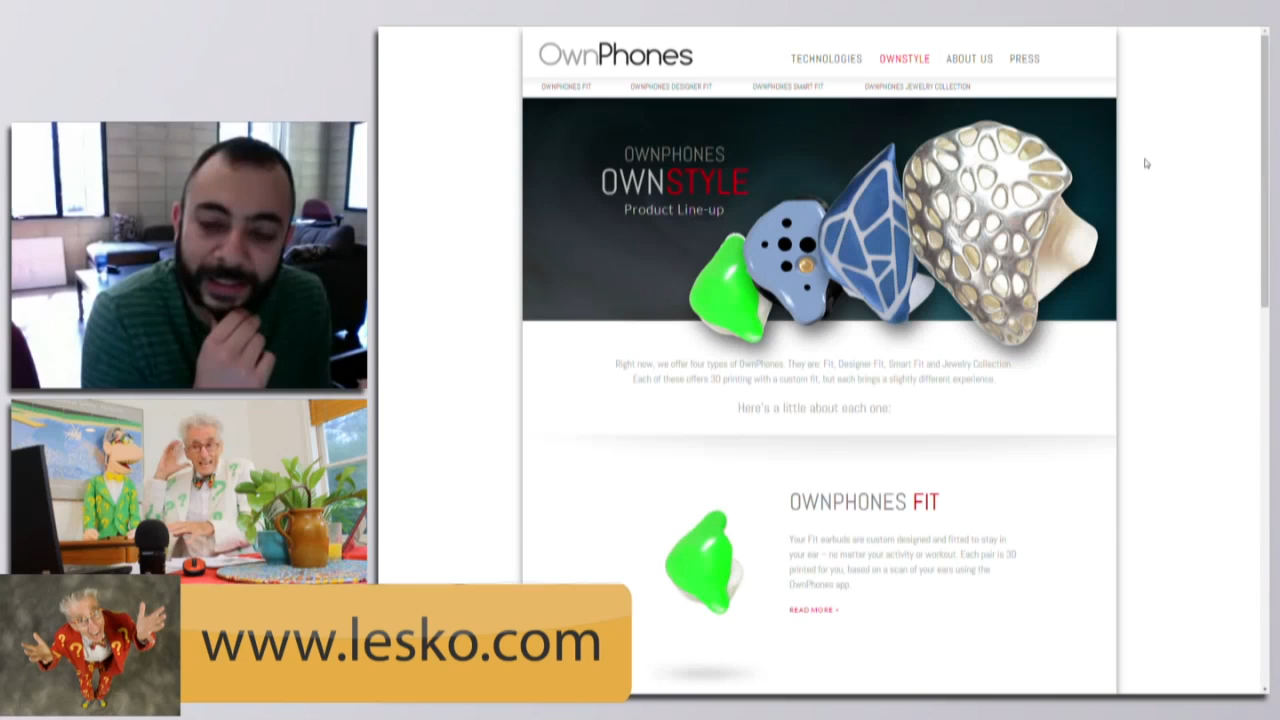 OwnPhones
TECHNOLOGIES OWNSTYLE ABOUT US PRESS
OWNPHONES FIT OWNPHONES DESIGNER FIT OWNPHONES SMART FIT OWNPHONES JEWELRY COLLECTION
OWNPHONES
OWNSTYLE
Product Line-up
Right now, we offer four types of OwnPhones. They are: Fit, Designer Fit, Smart Fit and Jewelry Collection.
Each of these offers 3D printing with a custom fit, but each brings a slightly different experience.
Here's a little about each one:
OWNPHONES FIT
Your Fit earbuds are custom designed and fitted to stay in
your ear – no matter your activity or workout. Each pair is 3D
printed for you, based on a scan of your ears using the
OwnPhones app.
READ MORE >
www.lesko.com